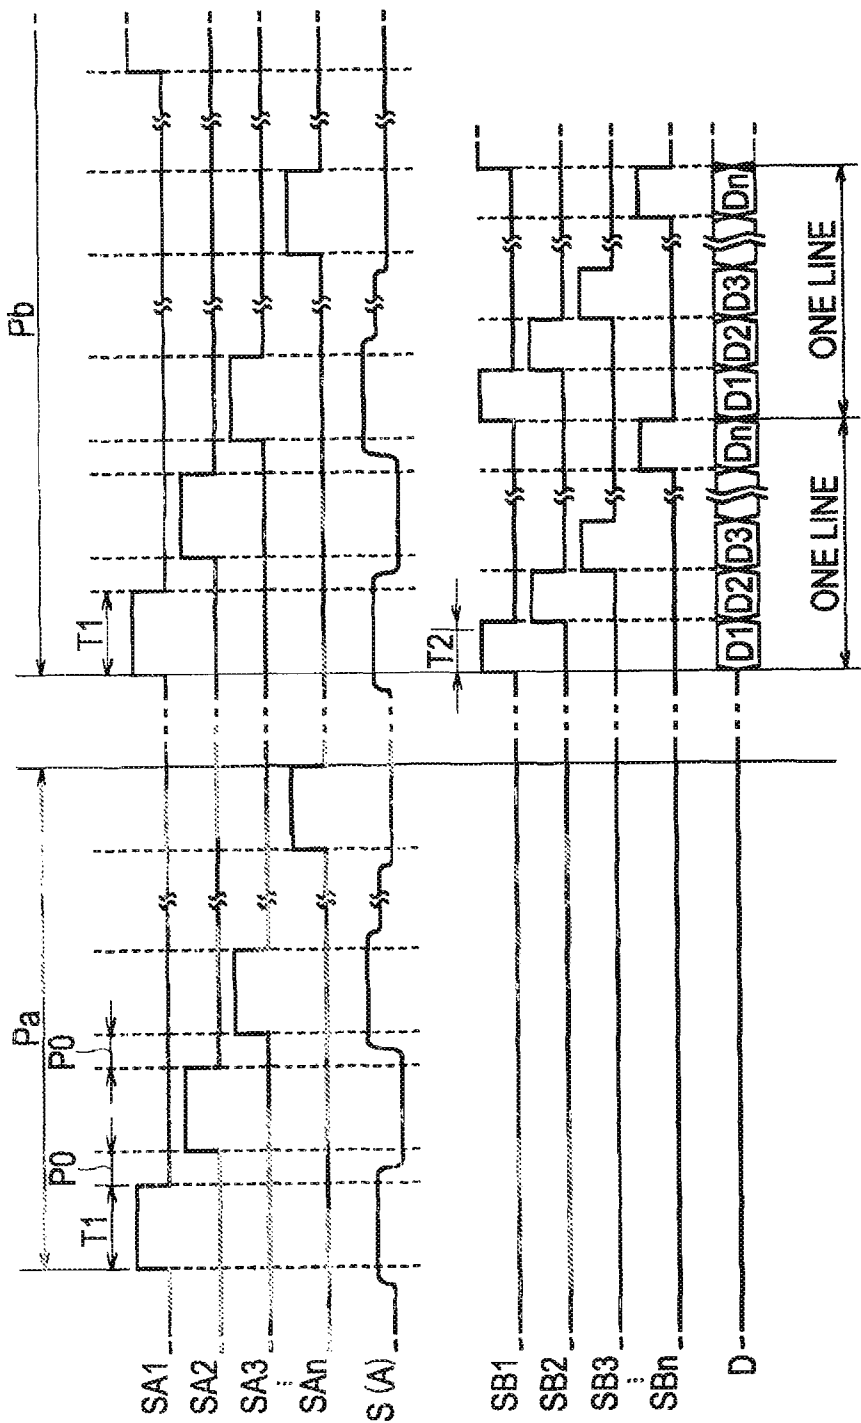 Pa
Pb
T1
P0
P0
T1
SA1
SA2
SA3
⋮
SAn
S (A)
T2
SB1
SB2
SB3
⋮
SBn
D
D1 D2 D3 Dn D1 D2 D3 Dn
ONE LINE
ONE LINE